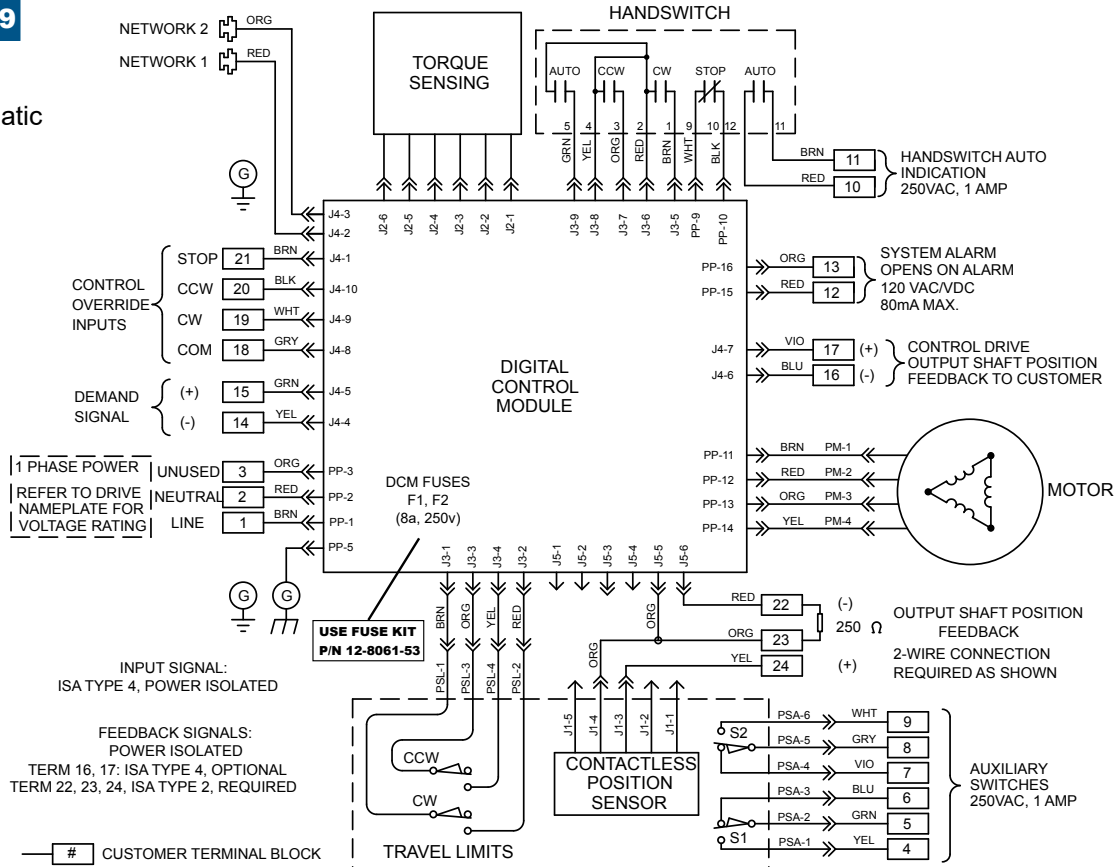 9
atic
NETWORK 2
ORG
NETWORK 1
RED
TORQUE
SENSING
HANDSWITCH
AUTO
CCW
CW
STOP
AUTO
5
4
3
2
1
9
10
12
11
GRN
YEL
ORG
RED
BRN
WHT
BLK
BRN
11
RED
10
HANDSWITCH AUTO
INDICATION
250VAC, 1 AMP
G
J4-3
J4-2
J2-6
J2-5
J2-4
J2-3
J2-2
J2-1
J3-9
J3-8
J3-7
J3-6
J3-5
PP-9
PP-10
CONTROL
OVERRIDE
INPUTS
STOP
21
BRN
J4-1
CCW
20
BLK
J4-10
CW
19
WHT
J4-9
COM
18
GRY
J4-8
PP-16
ORG
13
PP-15
RED
12
SYSTEM ALARM
OPENS ON ALARM
120 VAC/VDC
80mA MAX.
J4-7
VIO
17
(+)
J4-6
BLU
16
(-)
CONTROL DRIVE
OUTPUT SHAFT POSITION
FEEDBACK TO CUSTOMER
DEMAND
SIGNAL
(+)
15
GRN
J4-5
(-)
14
YEL
J4-4
DIGITAL
CONTROL
MODULE
1 PHASE POWER
REFER TO DRIVE
NAMEPLATE FOR
VOLTAGE RATING
UNUSED
3
ORG
PP-3
NEUTRAL
2
RED
PP-2
LINE
1
BRN
PP-1
PP-5
DCM FUSES
F1, F2
(8a, 250v)
PP-11
BRN
PM-1
PP-12
RED
PM-2
PP-13
ORG
PM-3
PP-14
YEL
PM-4
MOTOR
J3-1
J3-3
J3-4
J3-2
J5-1
J5-2
J5-3
J5-4
J5-5
J5-6
G
G
USE FUSE KIT
P/N 12-8061-53
BRN
ORG
YEL
RED
PSL-1
PSL-3
PSL-4
PSL-2
ORG
ORG
RED
22
(-)
250 Ω
ORG
23
YEL
24
(+)
OUTPUT SHAFT POSITION
FEEDBACK
2-WIRE CONNECTION
REQUIRED AS SHOWN
INPUT SIGNAL:
ISA TYPE 4, POWER ISOLATED
FEEDBACK SIGNALS:
POWER ISOLATED
TERM 16, 17: ISA TYPE 4, OPTIONAL
TERM 22, 23, 24, ISA TYPE 2, REQUIRED
# CUSTOMER TERMINAL BLOCK
CCW
CW
TRAVEL LIMITS
J1-5
J1-4
J1-3
J1-2
J1-1
CONTACTLESS
POSITION
SENSOR
S2
S1
PSA-6
WHT
9
PSA-5
GRY
8
PSA-4
VIO
7
PSA-3
BLU
6
PSA-2
GRN
5
PSA-1
YEL
4
AUXILIARY
SWITCHES
250VAC, 1 AMP